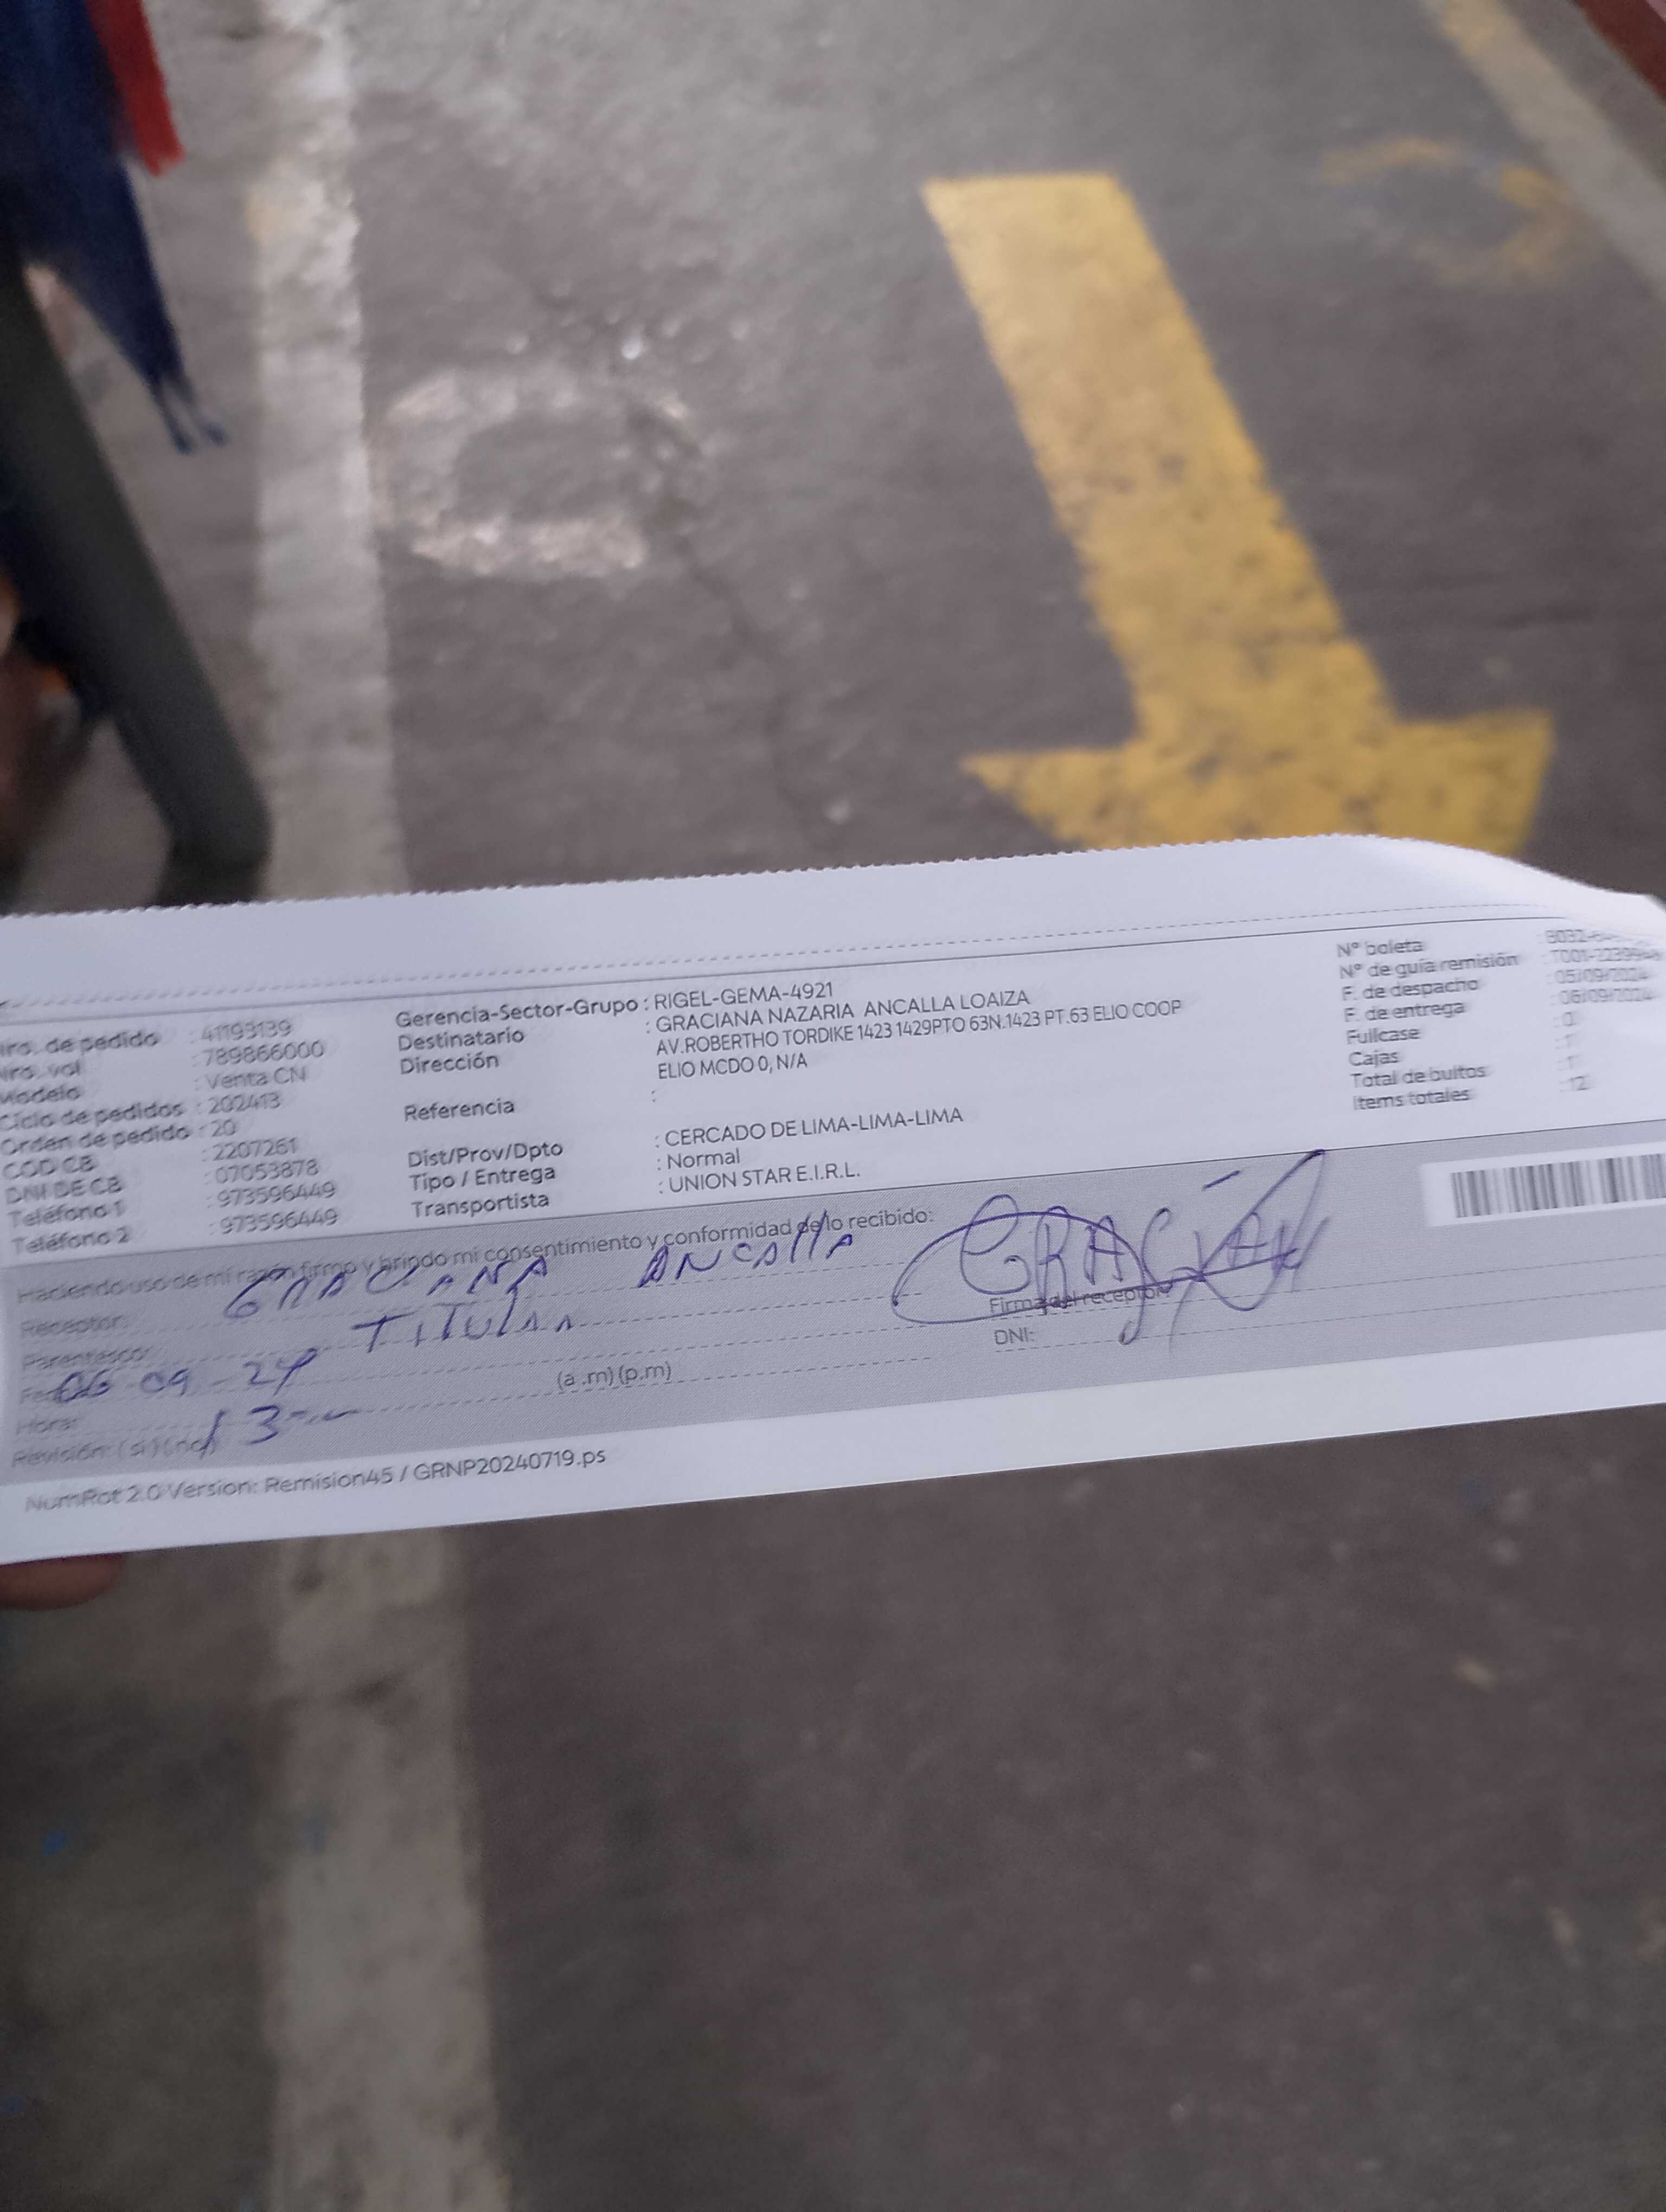 Nro. de pedido : 41193139
Nro. vol : 789866000
Modelo : Venta CN
Ciclo de pedidos : 202413
Orden de pedido : 20
COD CB : 2207261
DNI DE CB : 07053878
Teléfono 1 : 973596449
Teléfono 2 : 973596449
Gerencia-Sector-Grupo : RIGEL-GEMA-4921
Destinatario : GRACIANA NAZARIA ANCALLA LOAIZA
Dirección AV.ROBERTHO TORDIKE 1423 1429PTO 63N.1423 PT.63 ELIO COOP
ELIO MCDO 0, N/A
Referencia :
Dist/Prov/Dpto : CERCADO DE LIMA-LIMA-LIMA
Tipo / Entrega : Normal
Transportista : UNION STAR E.I.R.L.
N° boleta
N° de guía remisión
F. de despacho : 05/09/2024
F. de entrega : 06/09/2024
Fullcase : 0
Cajas : 1
Total de bultos : 1
Items totales : 12
Haciendo uso de mi razón firmo y brindo mi consentimiento y conformidad de lo recibido:
Receptor: GRACIANA ANCALLA
Parentesco: TITULAR
06-09-24
Hora: (a.m) (p.m)
Revisión: ( si ) (no)
Firma del receptor
DNI:
NumRot 2.0 Version: Remision45 / GRNP20240719.ps